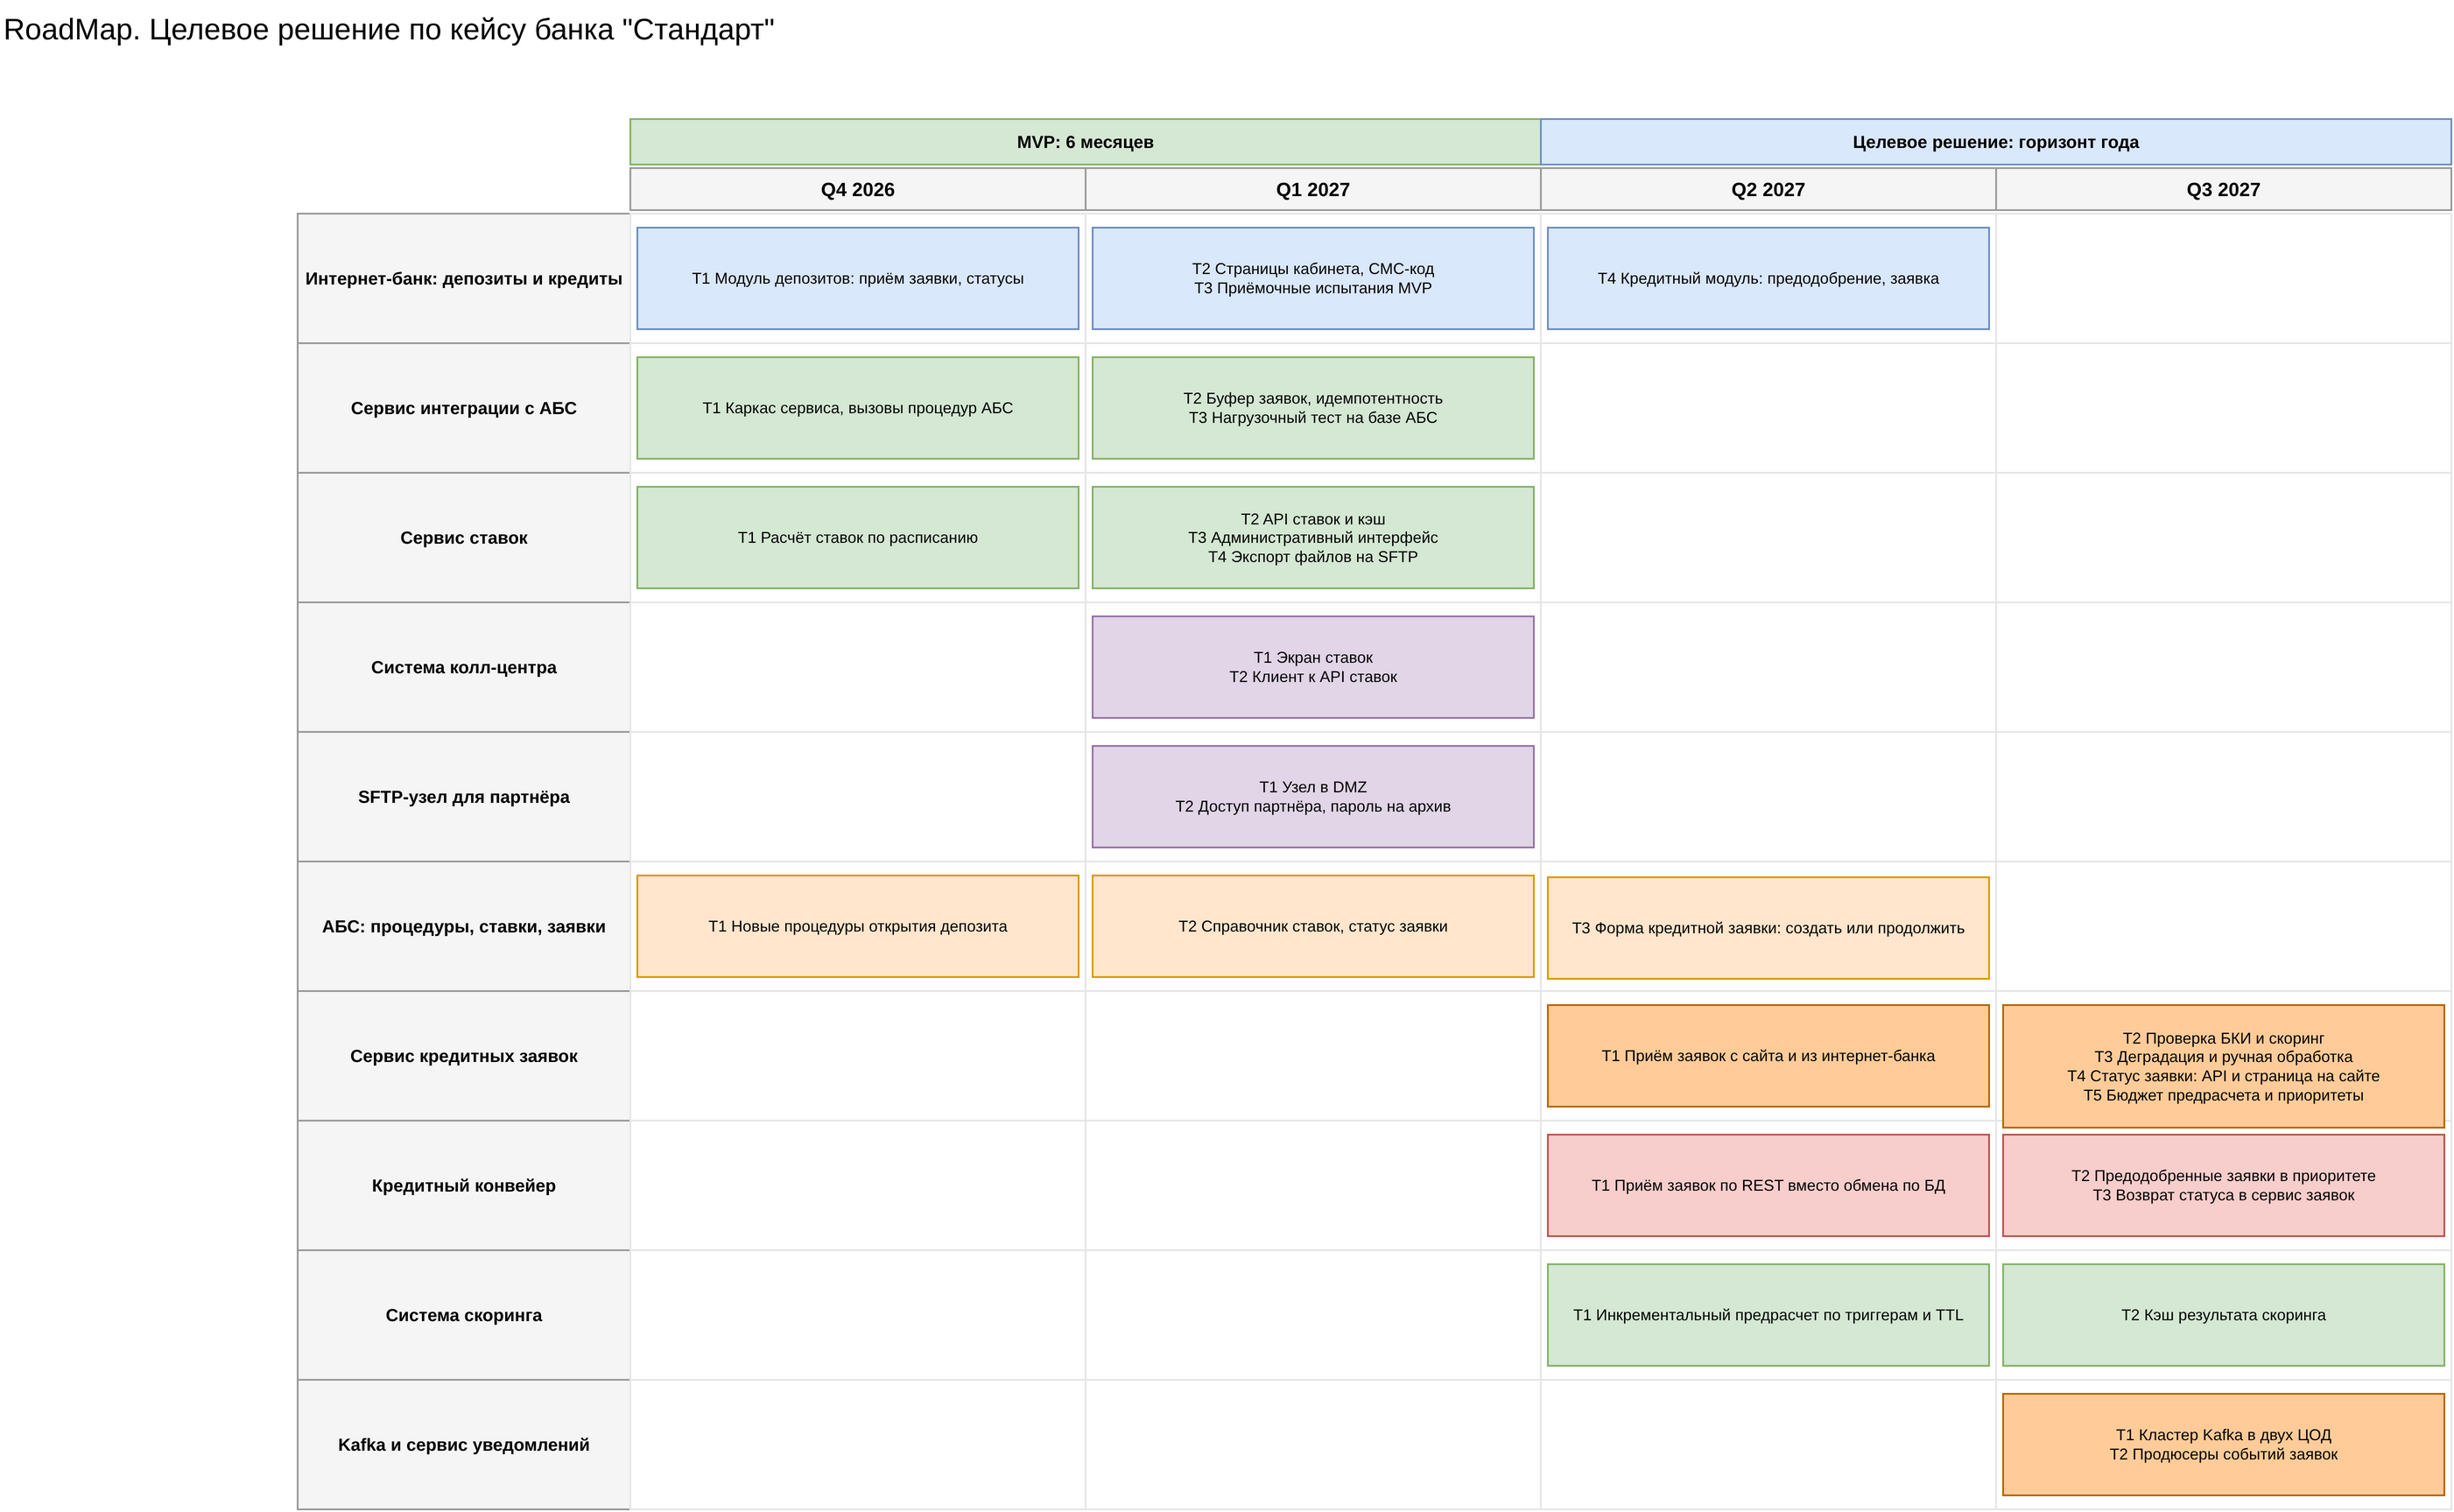 RoadMap. Целевое решение по кейсу банка "Стандарт"
MVP: 6 месяцев
Целевое решение: горизонт года
Q4 2026
Q1 2027
Q2 2027
Q3 2027
Интернет-банк: депозиты и кредиты
T1 Модуль депозитов: приём заявки, статусы
T2 Страницы кабинета, СМС-код
T3 Приёмочные испытания MVP
T4 Кредитный модуль: предодобрение, заявка
Сервис интеграции с АБС
T1 Каркас сервиса, вызовы процедур АБС
T2 Буфер заявок, идемпотентность
T3 Нагрузочный тест на базе АБС
Сервис ставок
T1 Расчёт ставок по расписанию
T2 API ставок и кэш
T3 Административный интерфейс
T4 Экспорт файлов на SFTP
Система колл-центра
T1 Экран ставок
T2 Клиент к API ставок
SFTP-узел для партнёра
T1 Узел в DMZ
T2 Доступ партнёра, пароль на архив
АБС: процедуры, ставки, заявки
T1 Новые процедуры открытия депозита
T2 Справочник ставок, статус заявки
T3 Форма кредитной заявки: создать или продолжить
Сервис кредитных заявок
T1 Приём заявок с сайта и из интернет-банка
T2 Проверка БКИ и скоринг
T3 Деградация и ручная обработка
T4 Статус заявки: API и страница на сайте
T5 Бюджет предрасчета и приоритеты
Кредитный конвейер
T1 Приём заявок по REST вместо обмена по БД
T2 Предодобренные заявки в приоритете
T3 Возврат статуса в сервис заявок
Система скоринга
T1 Инкрементальный предрасчет по триггерам и TTL
T2 Кэш результата скоринга
Kafka и сервис уведомлений
T1 Кластер Kafka в двух ЦОД
T2 Продюсеры событий заявок